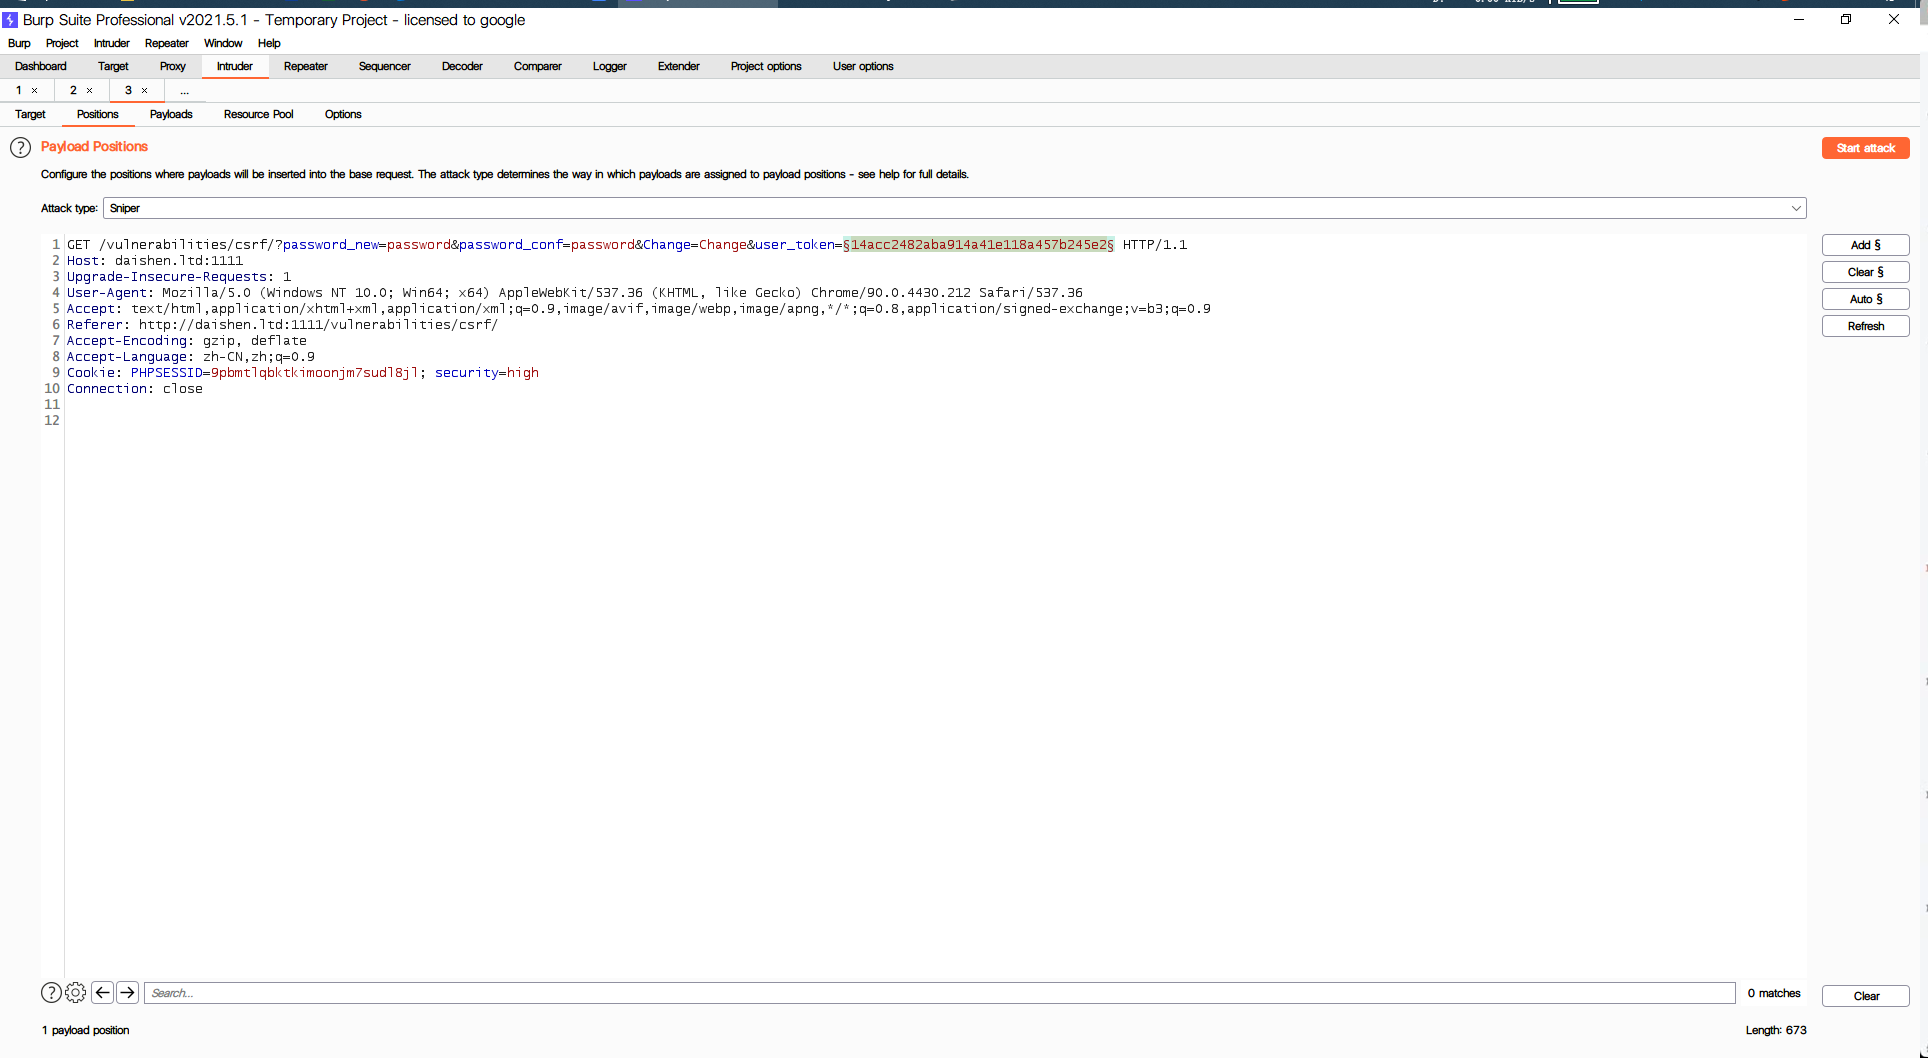 Burp Suite Professional v2021.5.1 - Temporary Project - licensed to google
Burp Project Intruder Repeater Window Help
Dashboard Target Proxy Intruder Repeater Sequencer Decoder Comparer Logger Extender Project options User options
1 × 2 × 3 × ...
Target Positions Payloads Resource Pool Options
? Payload Positions
Start attack
Configure the positions where payloads will be inserted into the base request. The attack type determines the way in which payloads are assigned to payload positions - see help for full details.
Attack type: Sniper
1 GET /vulnerabilities/csrf/?password_new=password&password_conf=password&Change=Change&user_token=§14acc2482aba914a41e118a457b245e2§ HTTP/1.1
2 Host: daishen.ltd:1111
3 Upgrade-Insecure-Requests: 1
4 User-Agent: Mozilla/5.0 (Windows NT 10.0; Win64; x64) AppleWebKit/537.36 (KHTML, like Gecko) Chrome/90.0.4430.212 Safari/537.36
5 Accept: text/html,application/xhtml+xml,application/xml;q=0.9,image/avif,image/webp,image/apng,*/*;q=0.8,application/signed-exchange;v=b3;q=0.9
6 Referer: http://daishen.ltd:1111/vulnerabilities/csrf/
7 Accept-Encoding: gzip, deflate
8 Accept-Language: zh-CN,zh;q=0.9
9 Cookie: PHPSESSID=9pbmtlqbktkimoonjm7sudl8jl; security=high
10 Connection: close
11
12
Add §
Clear §
Auto §
Refresh
? Search...
0 matches
Clear
1 payload position
Length: 673